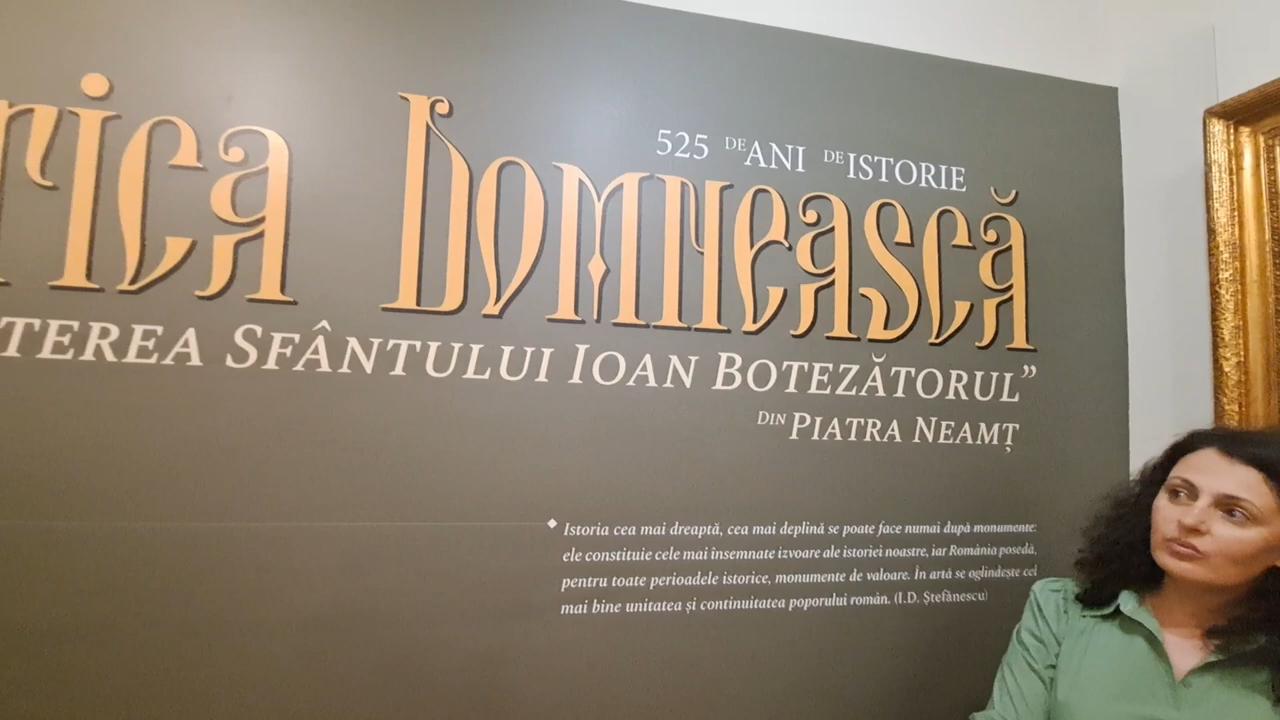 525 DE ANI DE ISTORIE
rica Domnească
TEREA SFÂNTULUI IOAN BOTEZĂTORUL”
DIN PIATRA NEAMȚ
Istoria cea mai dreaptă, cea mai deplină se poate face numai după monumente:
ele constituie cele mai însemnate izvoare ale istoriei noastre, iar România posedă,
pentru toate perioadele istorice, monumente de valoare. În artă se oglindește cel
mai bine unitatea și continuitatea poporului român. (I.D. Ștefănescu)